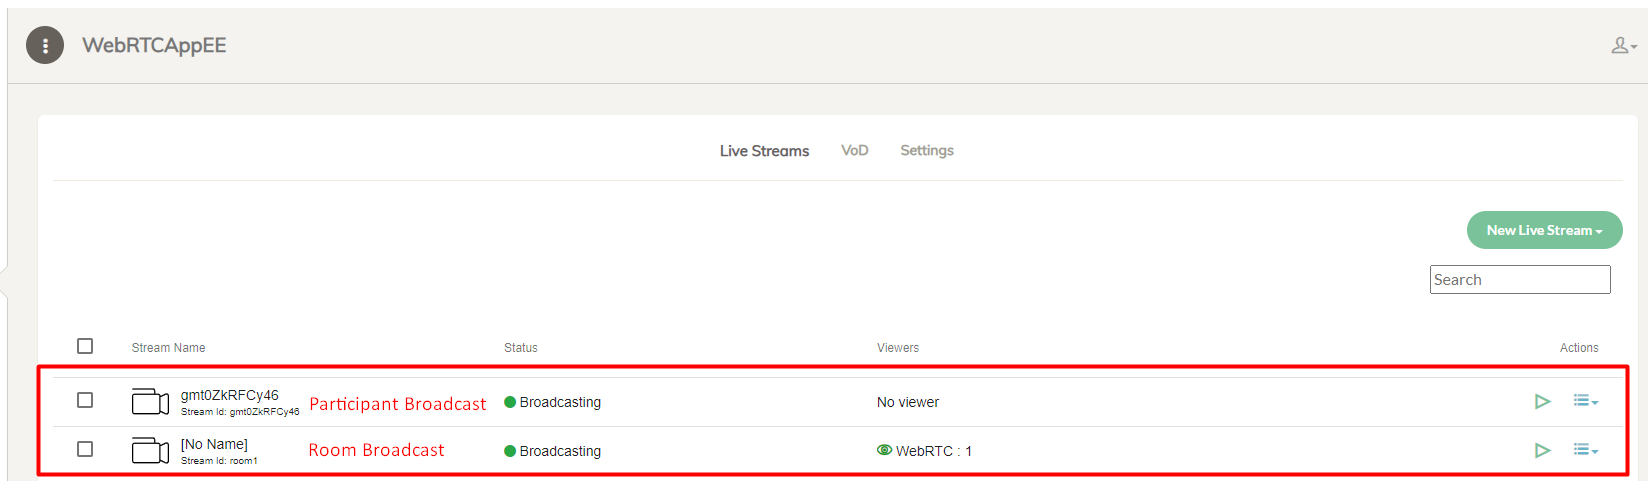 WebRTCAppEE
Live Streams VoD Settings
New Live Stream
Search
Stream Name Status Viewers Actions
gmt0ZkRFCy46
Stream Id: gmt0ZkRFCy46 Participant Broadcast Broadcasting No viewer
[No Name]
Stream Id: room1 Room Broadcast Broadcasting WebRTC : 1